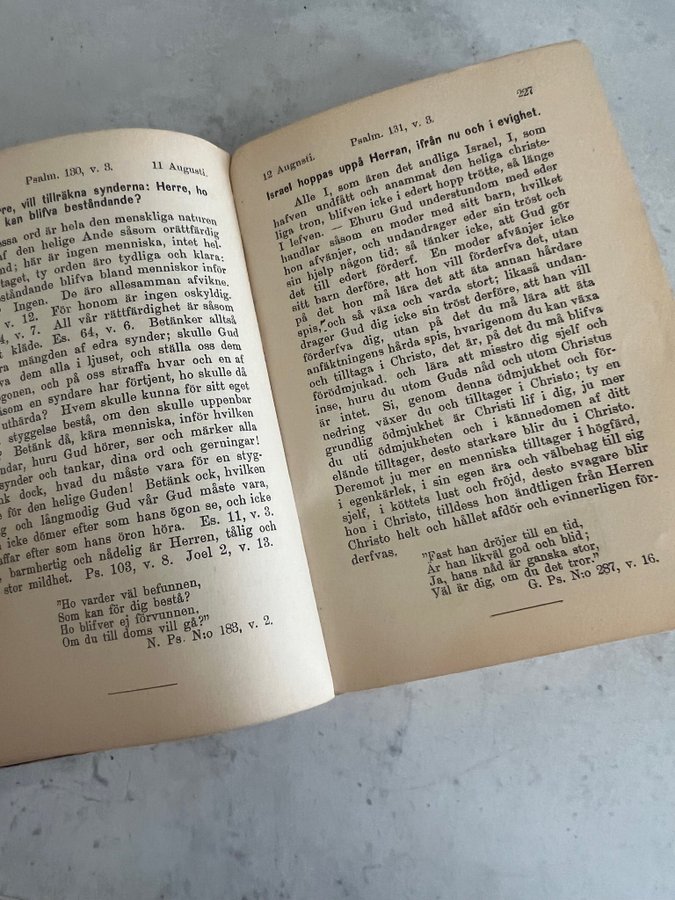 Psalm. 130, v. 3. 11 Augusti.
rre, vill tillräkna synderna: Herre, ho
kan blifva beståndande?
essa ord är hela den menskliga naturen
af den helige Ande såsom orättfärdig
nd; här är ingen menniska, intet hel-
taget, ty orden äro tydliga och klara:
eståndande blifva bland menniskor inför
? Ingen. De äro allesamman afvikne.
v. 12. För honom är ingen oskyldig.
4, v. 7. All vår rättfärdighet är såsom
t kläde. Es. 64, v. 6. Betänker alltså
ra mängden af edra synder; skulle Gud
va dem alla i ljuset, och ställa oss dem
ögonen, och på oss straffa hvar och en af
åsom en syndare har förtjent, ho skulle då
uthärda? Hvem skulle kunna för sitt eget
styggelse bestå, om den skulle uppenbar
? Betänk då, kära menniska, inför hvilken
ndar, huru Gud hörer, ser och märker alla
synder och tankar, dina ord och gerningar!
nk dock, hvad du måste vara för en styg-
e för den helige Guden! Betänk ock, hvilken
g och långmodig Gud vår Gud måste vara,
icke dömer efter som hans ögon se, och icke
affar efter som hans öron höra. Es. 11, v. 3.
barmhertig och nådelig är Herren, tålig och
stor mildhet. Ps. 103, v. 8. Joel 2, v. 13.
"Ho varder väl befunnen,
Som kan för dig bestå?
Ho blifver ej förvunnen,
Om du till doms vill gå?"
N. Ps. N:o 183, v. 2.
227
12 Augusti. Psalm. 131, v. 3.
Israel hoppas uppå Herran, ifrån nu och i evighet.
Alle I, som ären det andliga Israel, I, som
hafven undfått och anammat den heliga christe-
liga tron, blifven icke i edert hopp trötte, så länge
I lefven. — Ehuru Gud understundom med eder
handlar såsom en moder med sitt barn, hvilket
hon afvänjer, och undandrager eder sin tröst och
sin hjelp någon tid; så tänker icke, att Gud gör
det till edert förderf. En moder afvänjer icke
sitt barn derföre, att hon vill förderfva det, utan
på det hon må lära det att äta annan hårdare
spis, och så växa och varda stort; likaså undan-
drager Gud dig icke sin tröst derföre, att han vill
förderfva dig, utan på det du må lära att äta
anfäktningens hårda spis, hvarigenom du kan växa
och tilltaga i Christo, det är, på det du må blifva
förödmjukad. och lära att misstro dig sjelf och
inse, huru du utom Guds nåd och utom Christus
är intet. Si, genom denna ödmjukhet och för-
nedring växer du och tilltager i Christo; ty en
grundlig ödmjukhet är Christi lif i dig, ju mer
du uti ödmjukheten och i kännedomen af ditt
elände tilltager, desto starkare blir du i Christo.
Deremot ju mer en menniska tilltager i högfärd,
i egenkärlek, i sin egen ära och välbehag till sig
sjelf, i köttets lust och fröjd, desto svagare blir
hon i Christo, tilldess hon ändtligen från Herren
Christo helt och hållet afdör och evinnerligen för-
derfvas.
"Fast han dröjer till en tid,
Är han likväl god och blid;
Ja, hans nåd är ganska stor,
Väl är dig, om du det tror."
G. Ps. N:o 287, v. 16.